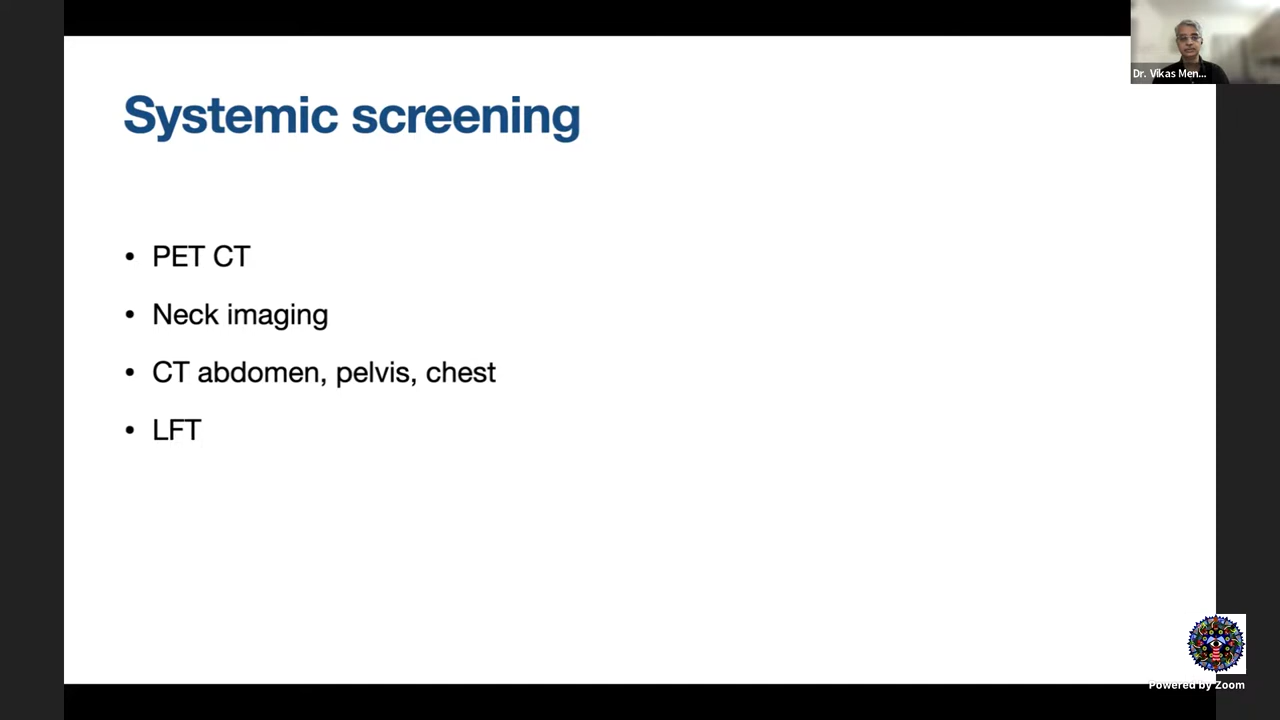 Dr. Vikas Men...
Systemic screening
• PET CT
• Neck imaging
• CT abdomen, pelvis, chest
• LFT
Powered by Zoom